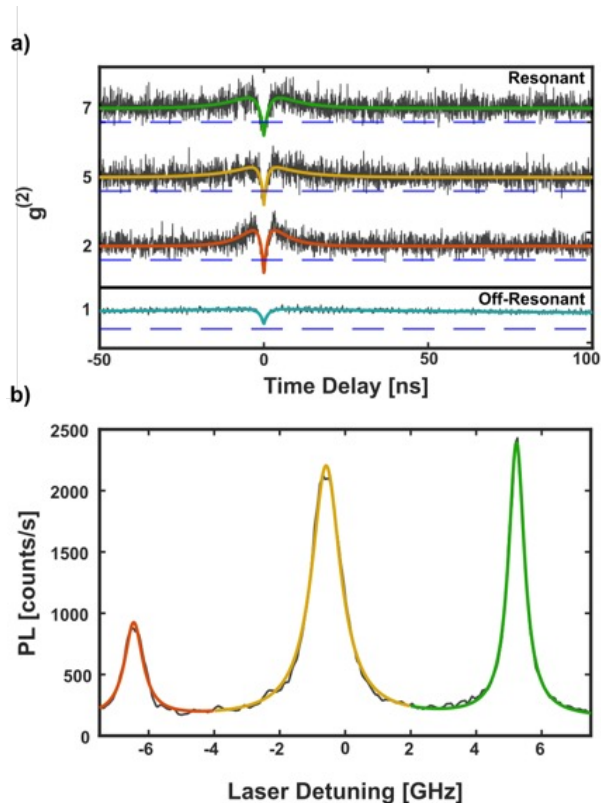 a)
Resonant
7
5
2
1
g(2)
Off-Resonant
-50 0 50 100
Time Delay [ns]
b)
2500
2000
1500
1000
500
0
PL [counts/s]
-6 -4 -2 0 2 4 6
Laser Detuning [GHz]